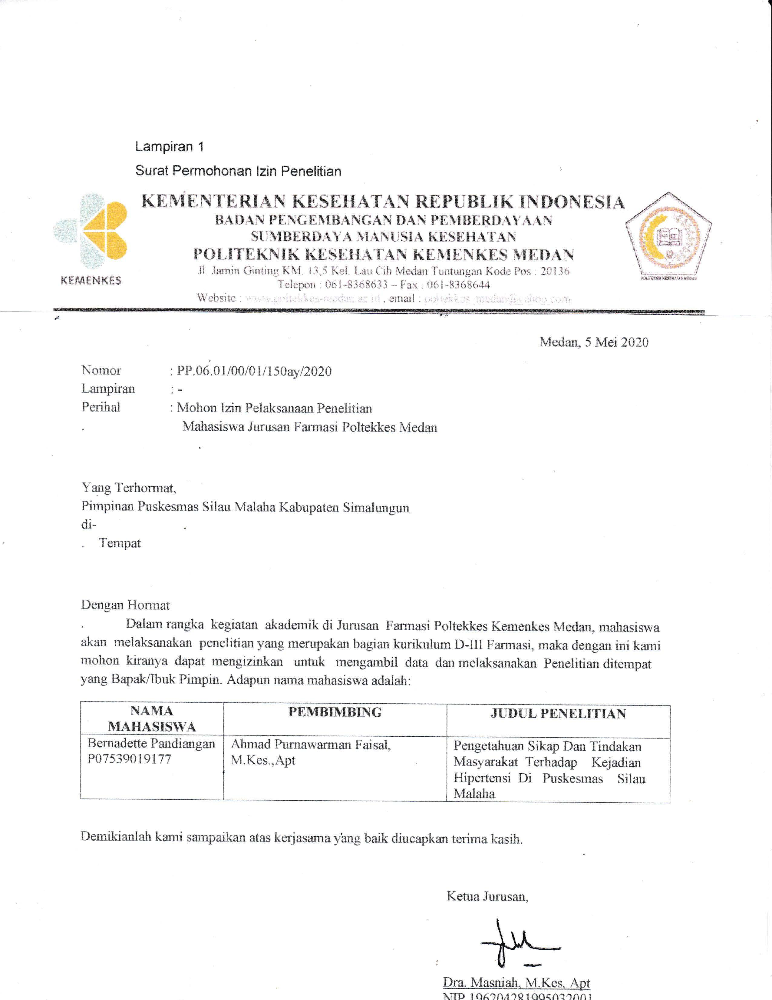 Lampiran 1
Surat Permohonan Izin Penelitian
KEMENTERIAN KESEHATAN REPUBLIK INDONESIA
BADAN PENGEMBANGAN DAN PEMBERDAYAAN
SUMBERDAYA MANUSIA KESEHATAN
POLITEKNIK KESEHATAN KEMENKES MEDAN
Jl. Jamin Ginting KM. 13,5 Kel. Lau Cih Medan Tuntungan Kode Pos : 20136
Telepon : 061-8368633 – Fax : 061-8368644
Website : www.poltekkes-medan.ac.id , email : poltekkes_medan@yahoo.com
KEMENKES
POLITEKNIK KESEHATAN MEDAN
Medan, 5 Mei 2020
Nomor : PP.06.01/00/01/150ay/2020
Lampiran : -
Perihal : Mohon Izin Pelaksanaan Penelitian
Mahasiswa Jurusan Farmasi Poltekkes Medan
Yang Terhormat,
Pimpinan Puskesmas Silau Malaha Kabupaten Simalungun
di-
Tempat
Dengan Hormat
Dalam rangka kegiatan akademik di Jurusan Farmasi Poltekkes Kemenkes Medan, mahasiswa
akan melaksanakan penelitian yang merupakan bagian kurikulum D-III Farmasi, maka dengan ini kami
mohon kiranya dapat mengizinkan untuk mengambil data dan melaksanakan Penelitian ditempat
yang Bapak/Ibuk Pimpin. Adapun nama mahasiswa adalah:
NAMA
MAHASISWA
PEMBIMBING
JUDUL PENELITIAN
Bernadette Pandiangan
P07539019177
Ahmad Purnawarman Faisal,
M.Kes.,Apt
Pengetahuan Sikap Dan Tindakan
Masyarakat Terhadap Kejadian
Hipertensi Di Puskesmas Silau
Malaha
Demikianlah kami sampaikan atas kerjasama yang baik diucapkan terima kasih.
Ketua Jurusan,
Dra. Masniah, M.Kes, Apt
NIP 196204281995032001